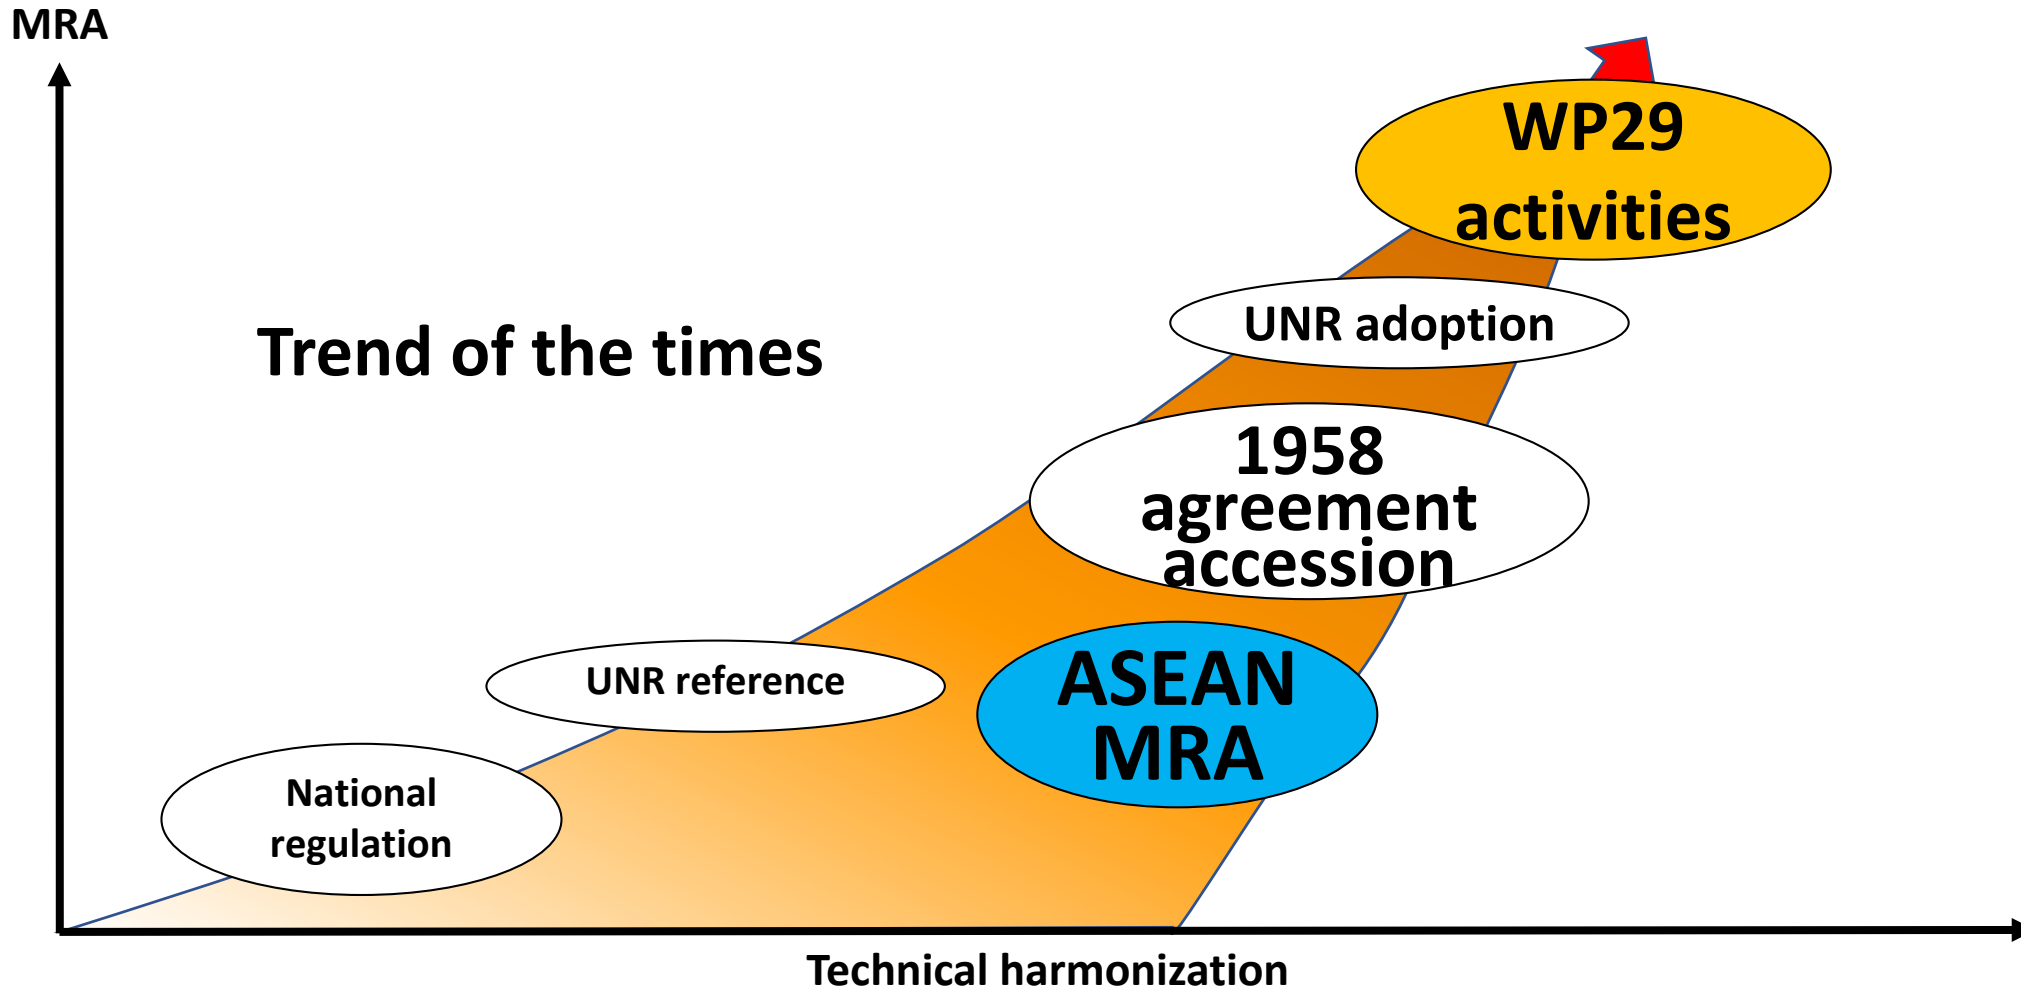 MRA
WP29
activities
UNR adoption
Trend of the times
1958
agreement
accession
ASEAN
MRA
UNR reference
National
regulation
Technical harmonization